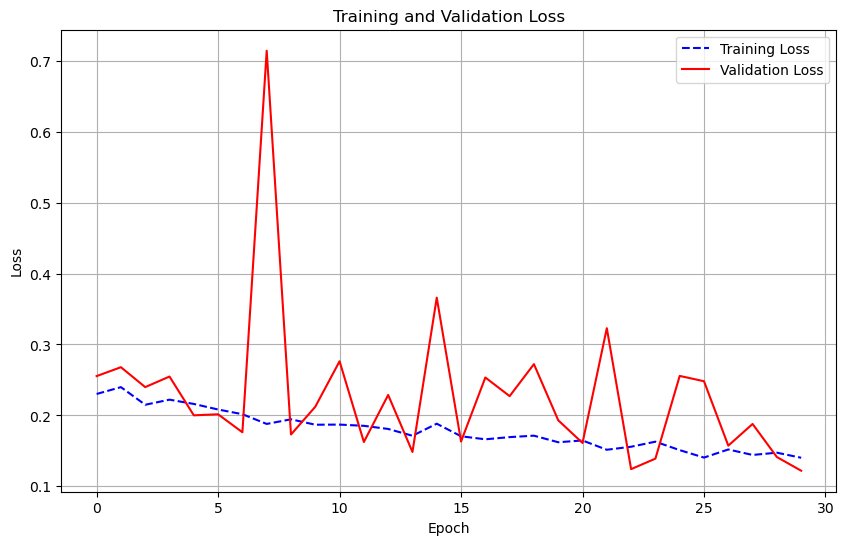 Training and Validation Loss
Training Loss
Validation Loss
0.7
0.6
0.5
0.4
0.3
0.2
0.1
Loss
0 5 10 15 20 25 30
Epoch